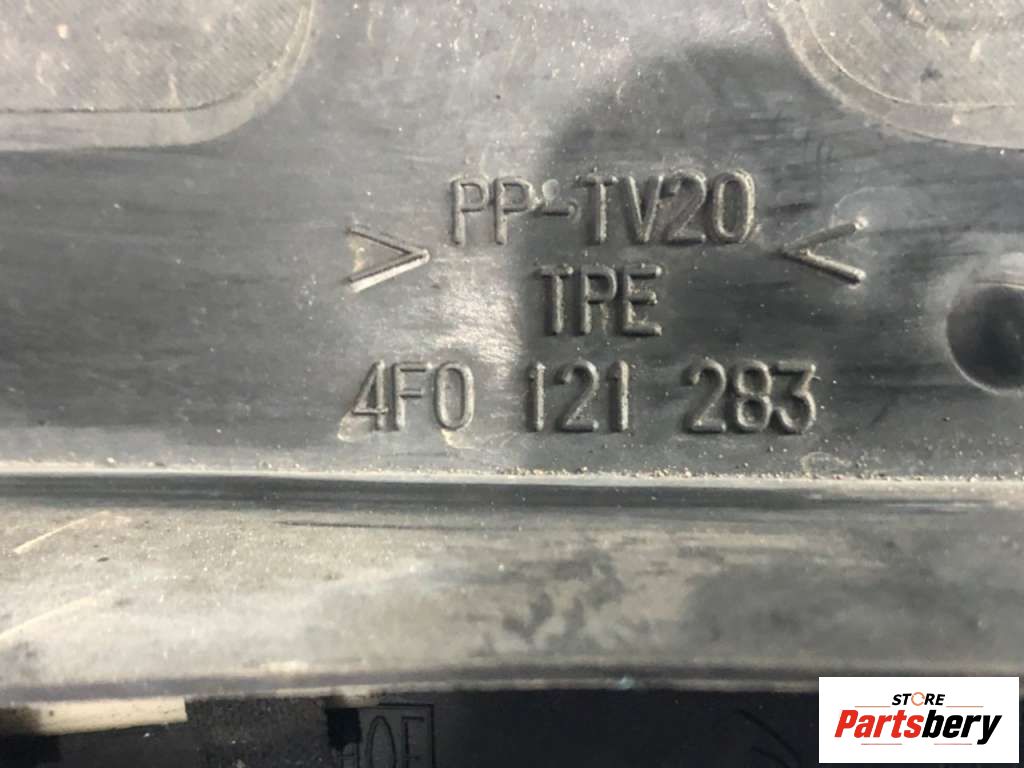 > PP-TV20 <
TPE
4F0 121 283
STORE
Partsbery